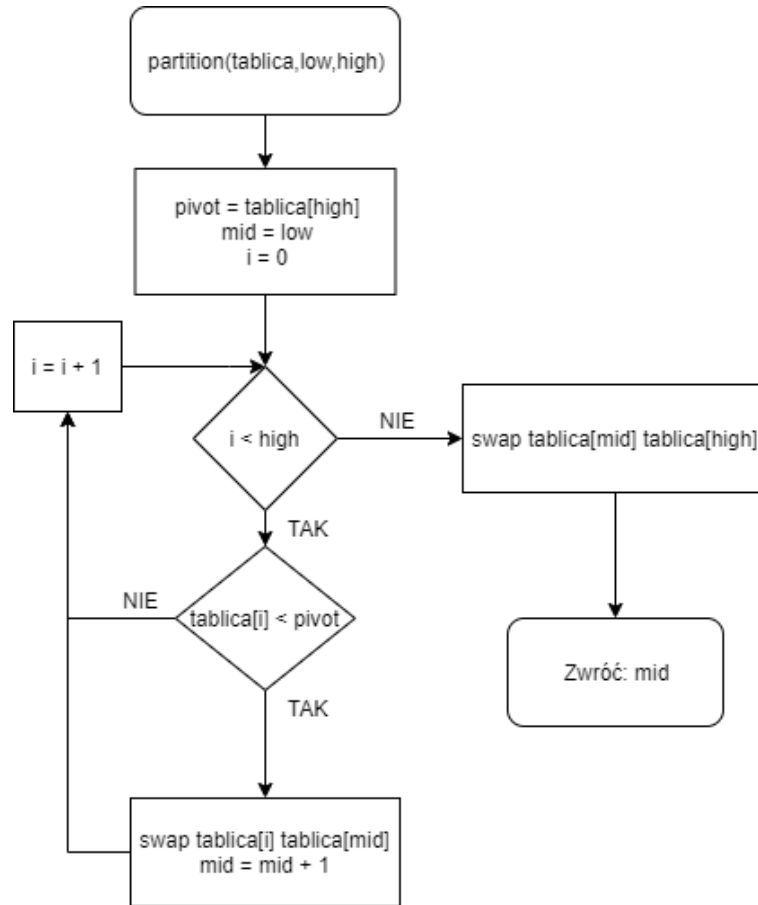 partition(tablica,low,high)
pivot = tablica[high]
mid = low
i = 0
i = i + 1
i < high
NIE
swap tablica[mid] tablica[high]
TAK
NIE
tablica[i] < pivot
Zwróć: mid
TAK
swap tablica[i] tablica[mid]
mid = mid + 1